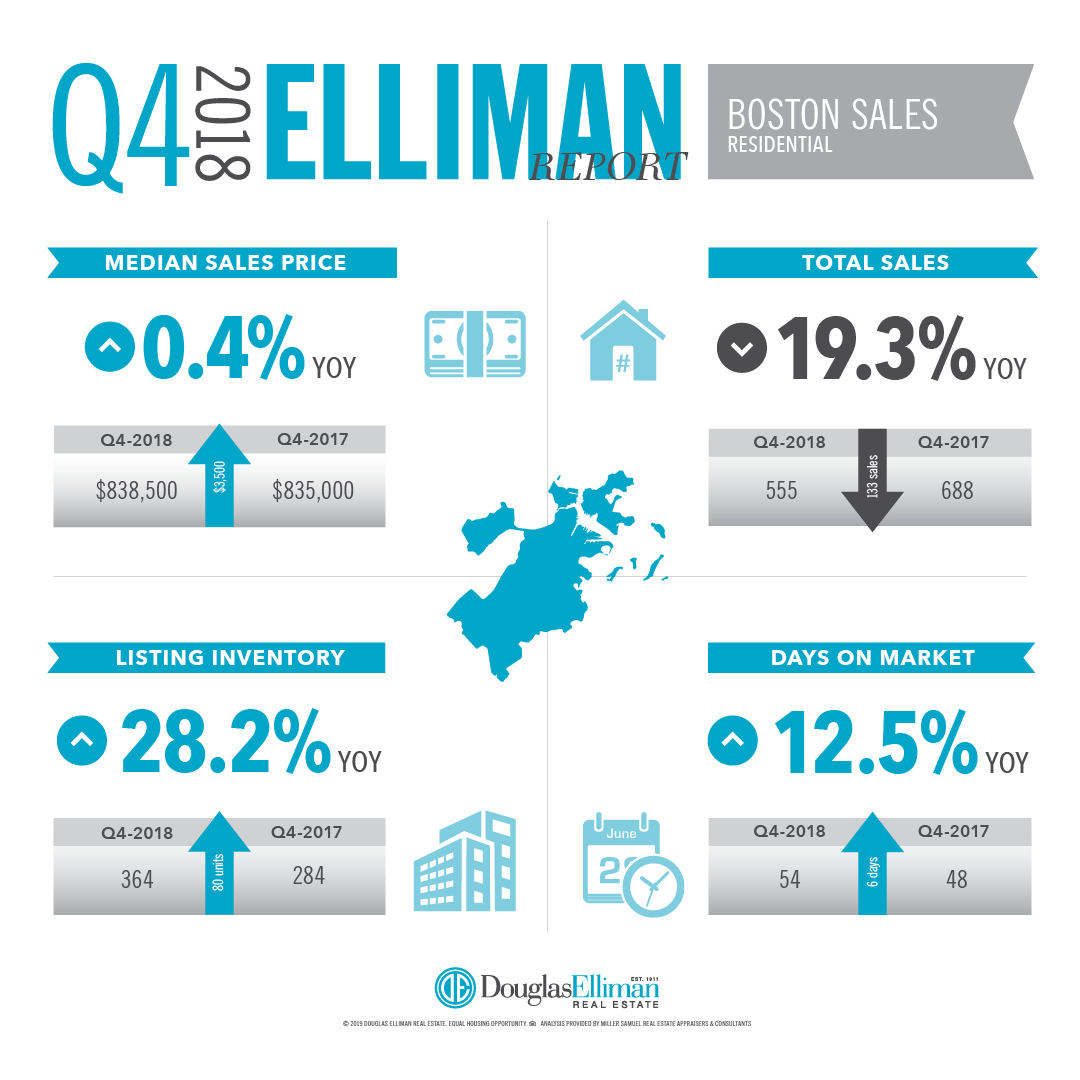 Q4 2018 ELLIMAN REPORT
BOSTON SALES
RESIDENTIAL
MEDIAN SALES PRICE
0.4% YOY
Q4-2018 Q4-2017
$838,500 $3,500 $835,000
TOTAL SALES
#
19.3% YOY
Q4-2018 Q4-2017
555 133 sales 688
LISTING INVENTORY
28.2% YOY
Q4-2018 Q4-2017
364 80 units 284
DAYS ON MARKET
12.5% YOY
Q4-2018 Q4-2017
54 6 days 48
June
DE
EST. 1911
DouglasElliman
REAL ESTATE
© 2019 DOUGLAS ELLIMAN REAL ESTATE. EQUAL HOUSING OPPORTUNITY. ANALYSIS PROVIDED BY MILLER SAMUEL REAL ESTATE APPRAISERS & CONSULTANTS